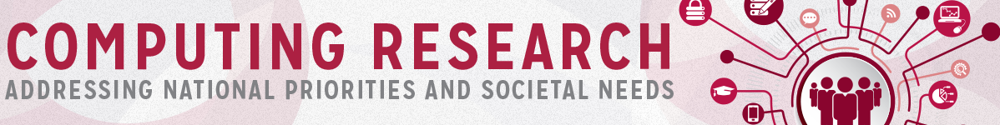 COMPUTING RESEARCH
ADDRESSING NATIONAL PRIORITIES AND SOCIETAL NEEDS